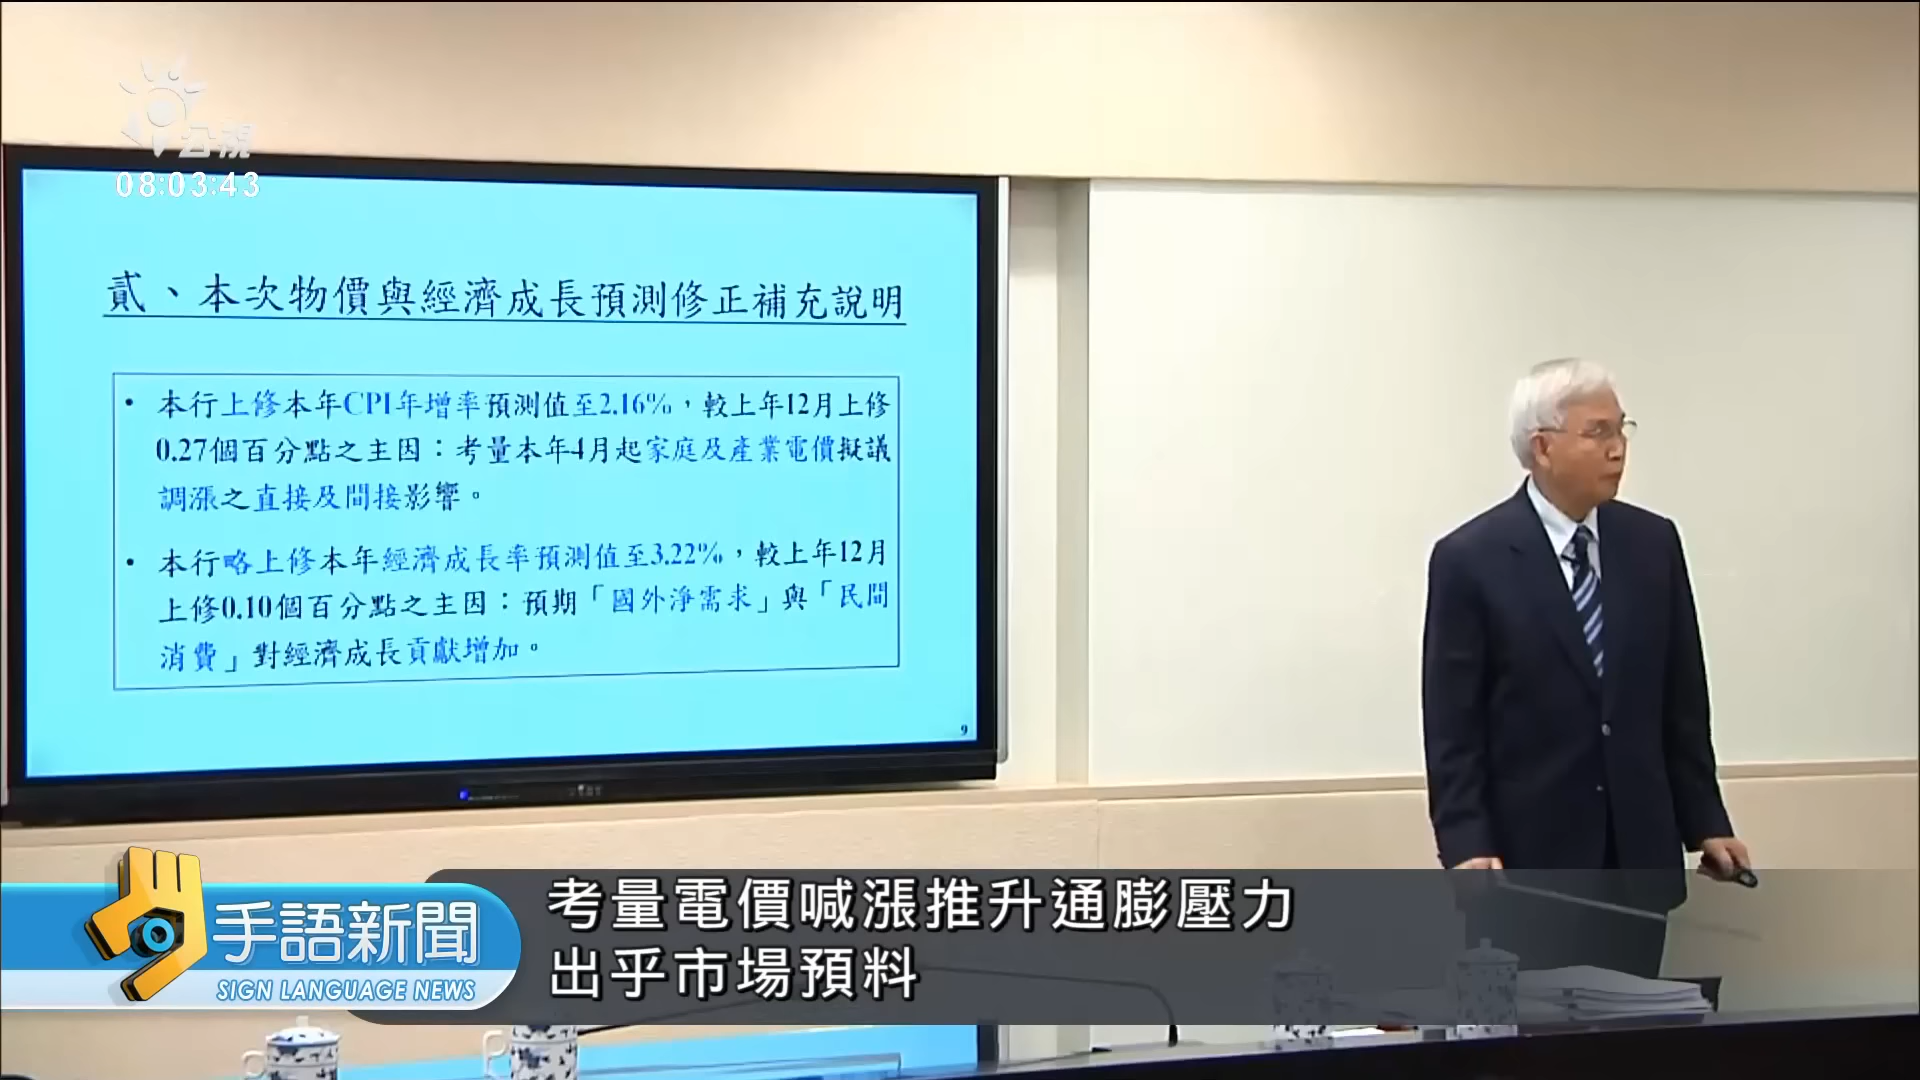 公視
08:03:43
貳、本次物價與經濟成長預測修正補充說明
• 本行上修本年CPI年增率預測值至2.16%,較上年12月上修
0.27個百分點之主因:考量本年4月起家庭及產業電價擬議
調漲之直接及間接影響。
• 本行略上修本年經濟成長率預測值至3.22%,較上年12月
上修0.10個百分點之主因:預期「國外淨需求」與「民間
消費」對經濟成長貢獻增加。
9
手語新聞
SIGN LANGUAGE NEWS
考量電價喊漲推升通膨壓力
出乎市場預料